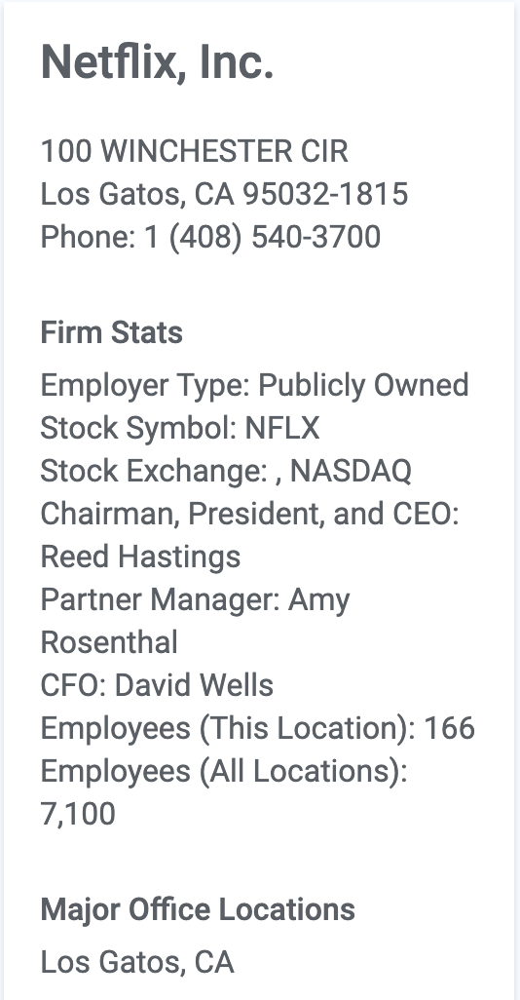 Netflix, Inc.
100 WINCHESTER CIR
Los Gatos, CA 95032-1815
Phone: 1 (408) 540-3700
Firm Stats
Employer Type: Publicly Owned
Stock Symbol: NFLX
Stock Exchange: , NASDAQ
Chairman, President, and CEO:
Reed Hastings
Partner Manager: Amy
Rosenthal
CFO: David Wells
Employees (This Location): 166
Employees (All Locations):
7,100
Major Office Locations
Los Gatos, CA